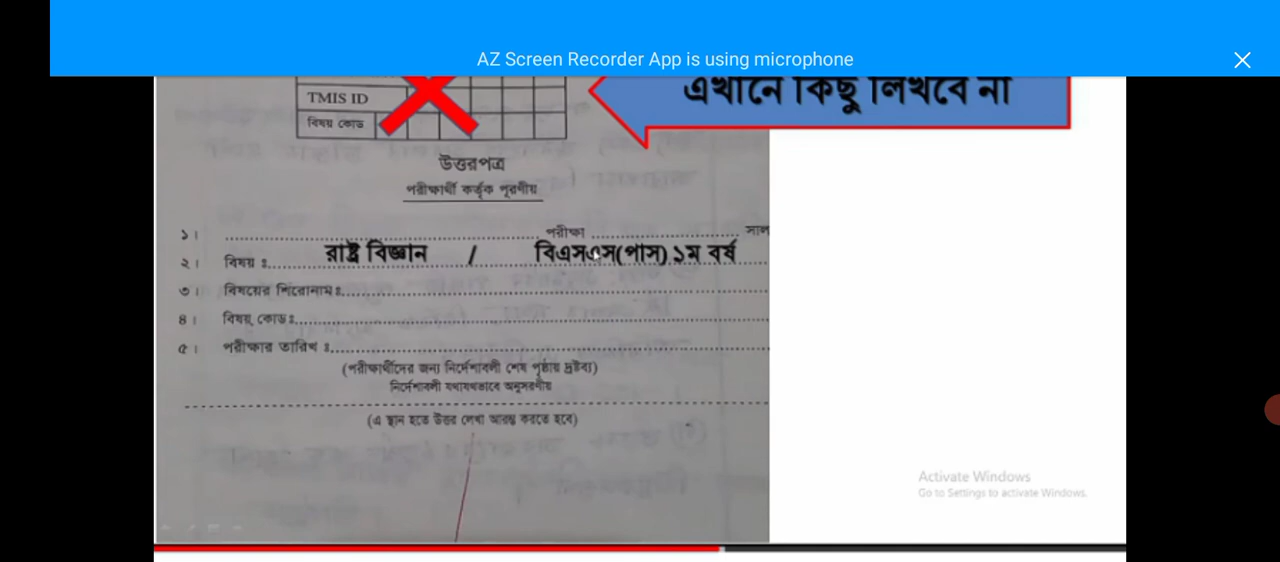 AZ Screen Recorder App is using microphone
এখানে কিছু লিখবে না
TMIS ID
বিষয় কোড
উত্তরপত্র
পরীক্ষার্থী কর্তৃক পূরণীয়
১। ........ পরীক্ষা ........ সাল
রাষ্ট্র বিজ্ঞান / বিএসএস(পাস) ১ম বর্ষ
২। বিষয় ঃ........
৩। বিষয়ের শিরোনাম ঃ........
৪। বিষয় কোড ঃ........
৫। পরীক্ষার তারিখ ঃ........
(পরীক্ষার্থীদের জন্য নির্দেশাবলী শেষ পৃষ্ঠায় দ্রষ্টব্য)
নির্দেশাবলী যথাযথভাবে অনুসরণীয়
(এ স্থান হতে উত্তর লেখা আরম্ভ করতে হবে)
Activate Windows
Go to Settings to activate Windows.